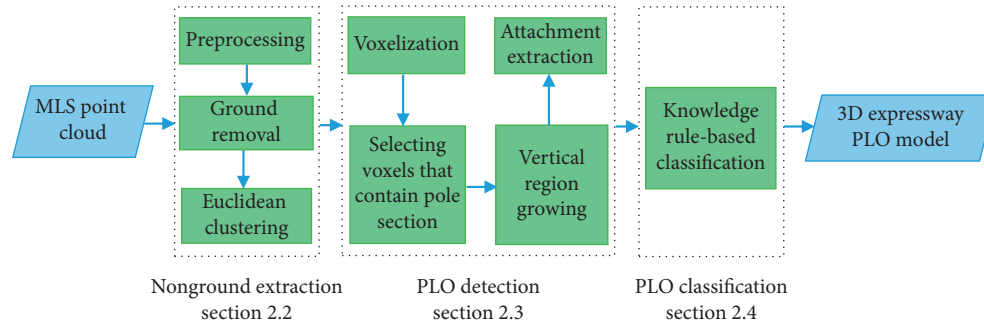 MLS point
cloud
Preprocessing
Ground
removal
Euclidean
clustering
Nonground extraction
section 2.2
Voxelization
Selecting
voxels that
contain pole
section
Attachment
extraction
Vertical
region
growing
PLO detection
section 2.3
Knowledge
rule-based
classification
PLO classification
section 2.4
3D expressway
PLO model